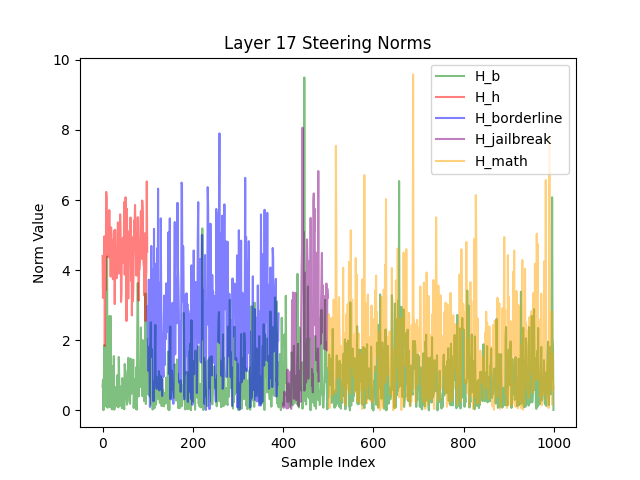 Layer 17 Steering Norms
10
8
6
4
2
0
Norm Value
H_b
H_h
H_borderline
H_jailbreak
H_math
0
200
400
600
800
1000
Sample Index